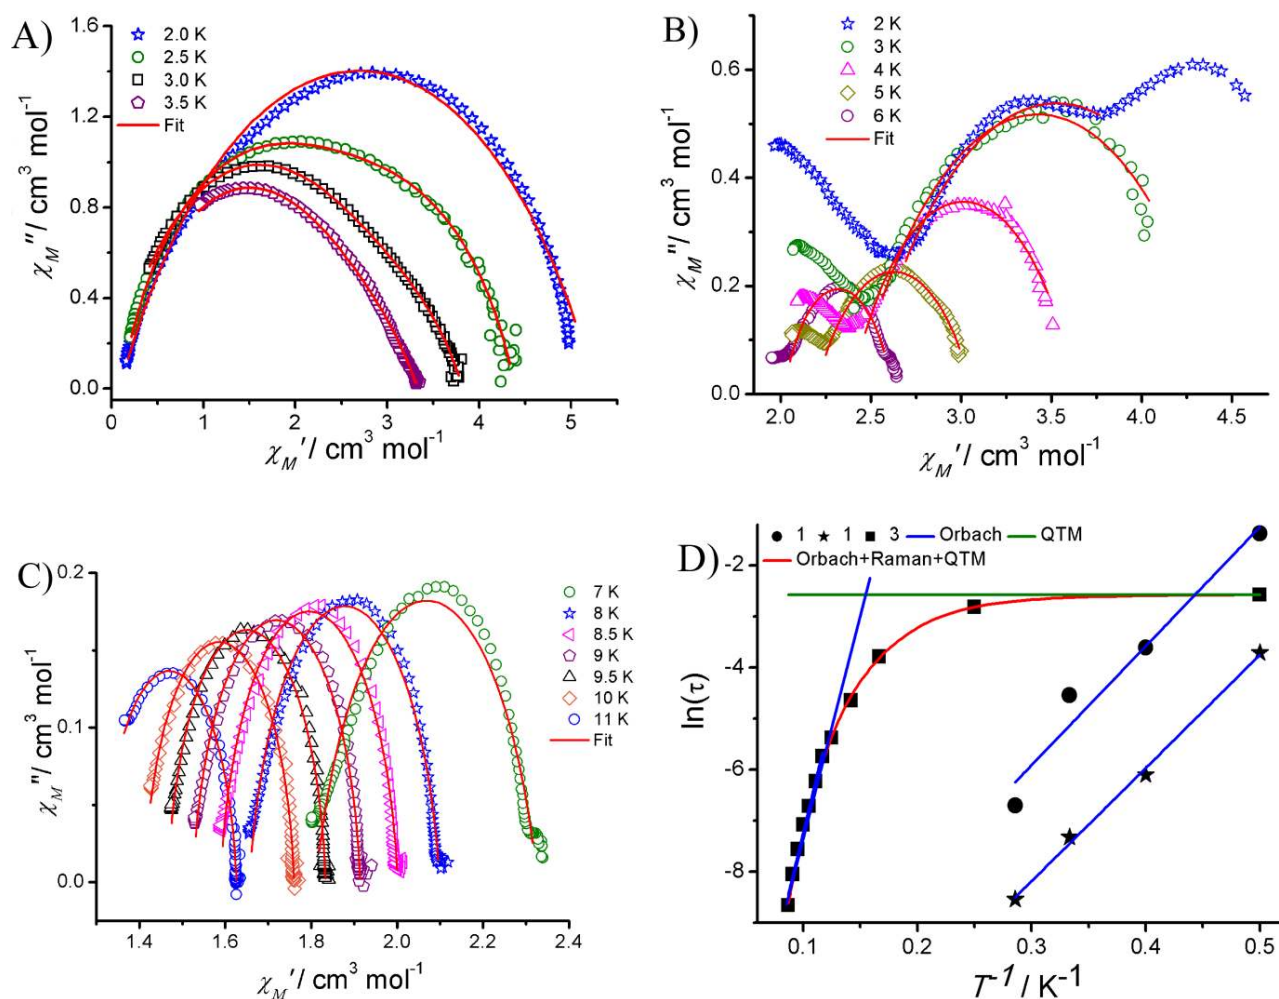 A)
2.0 K
2.5 K
3.0 K
3.5 K
Fit
1.6
1.2
0.8
0.4
0.0
χM''/ cm³ mol⁻¹
0 1 2 3 4 5
χM'/ cm³ mol⁻¹
B)
2 K
3 K
4 K
5 K
6 K
Fit
0.6
0.4
0.2
0.0
χM''/ cm³ mol⁻¹
2.0 2.5 3.0 3.5 4.0 4.5
χM'/ cm³ mol⁻¹
C)
7 K
8 K
8.5 K
9 K
9.5 K
10 K
11 K
Fit
0.2
0.1
0.0
χM''/ cm³ mol⁻¹
1.4 1.6 1.8 2.0 2.2 2.4
χM'/ cm³ mol⁻¹
D)
1 1 3 Orbach QTM
Orbach+Raman+QTM
-2
-4
-6
-8
ln(τ)
0.1 0.2 0.3 0.4 0.5
T⁻¹ / K⁻¹